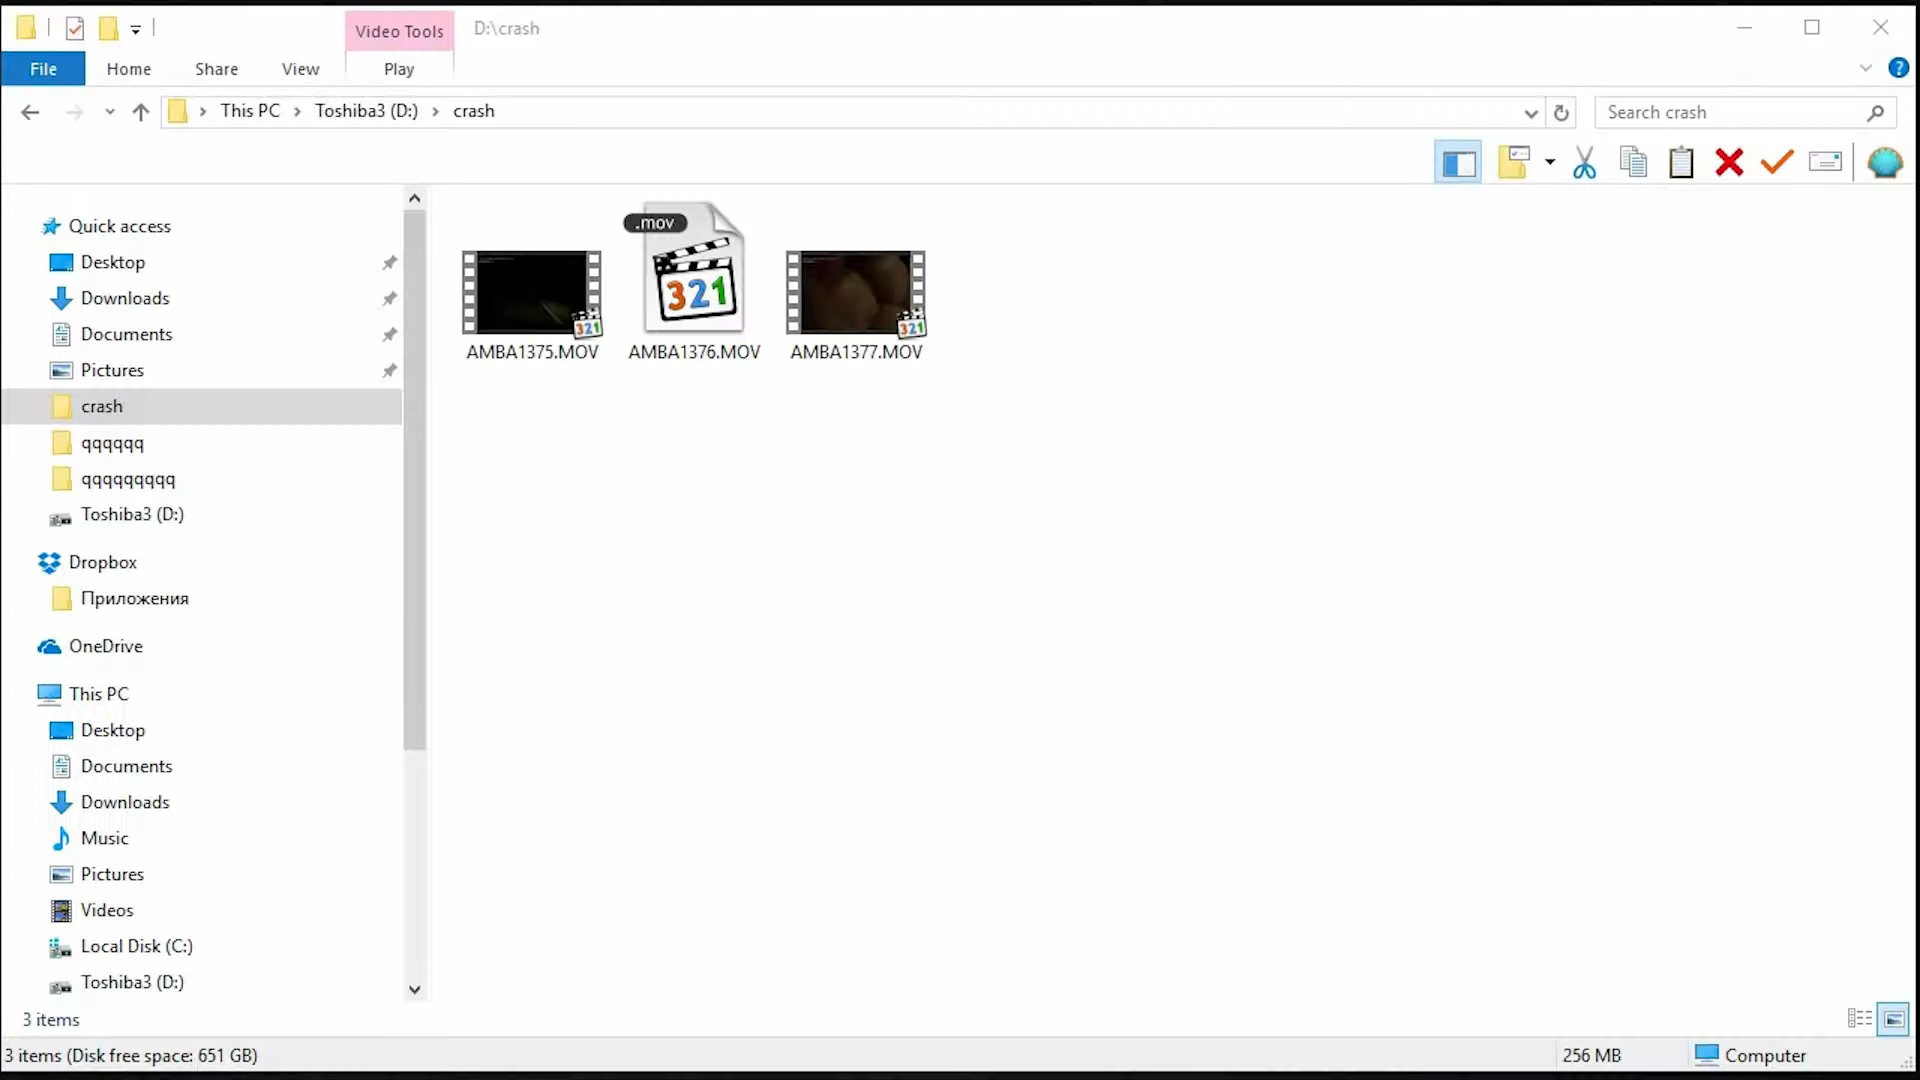 Video Tools
D:\crash
File
Home
Share
View
Play
This PC
Toshiba3 (D:)
crash
Search crash
Quick access
Desktop
Downloads
Documents
Pictures
crash
qqqqqq
qqqqqqqqq
Toshiba3 (D:)
Dropbox
Приложения
OneDrive
This PC
Desktop
Documents
Downloads
Music
Pictures
Videos
Local Disk (C:)
Toshiba3 (D:)
.mov
321
321
321
AMBA1375.MOV
AMBA1376.MOV
AMBA1377.MOV
3 items
3 items (Disk free space: 651 GB)
256 MB
Computer